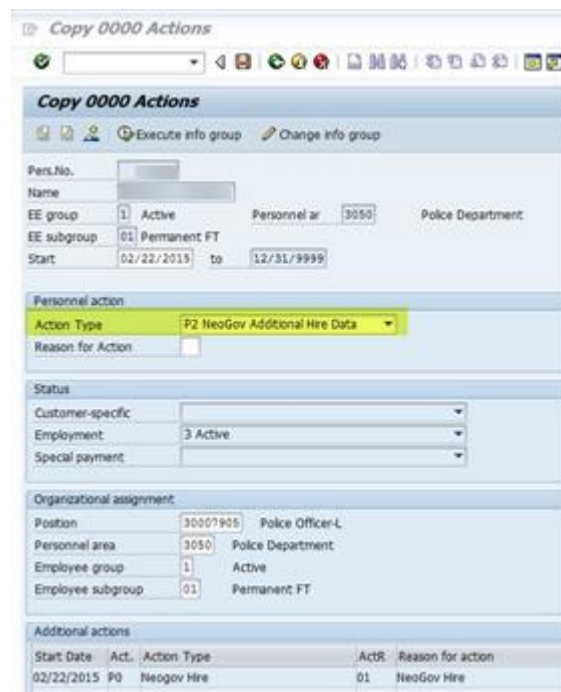 Copy 0000 Actions
Copy 0000 Actions
Execute info group Change info group
Pers.No.
Name
EE group 1 Active Personnel ar 3050 Police Department
EE subgroup 01 Permanent FT
Start 02/22/2015 to 12/31/9999
Personnel action
Action Type P2 NeoGov Additional Hire Data
Reason for Action
Status
Customer-specific
Employment 3 Active
Special payment
Organizational assignment
Position 30007905 Police Officer-L
Personnel area 3050 Police Department
Employee group 1 Active
Employee subgroup 01 Permanent FT
Additional actions
Start Date Act. Action Type ActR Reason for action
02/22/2015 P0 Neogov Hire 01 NeoGov Hire